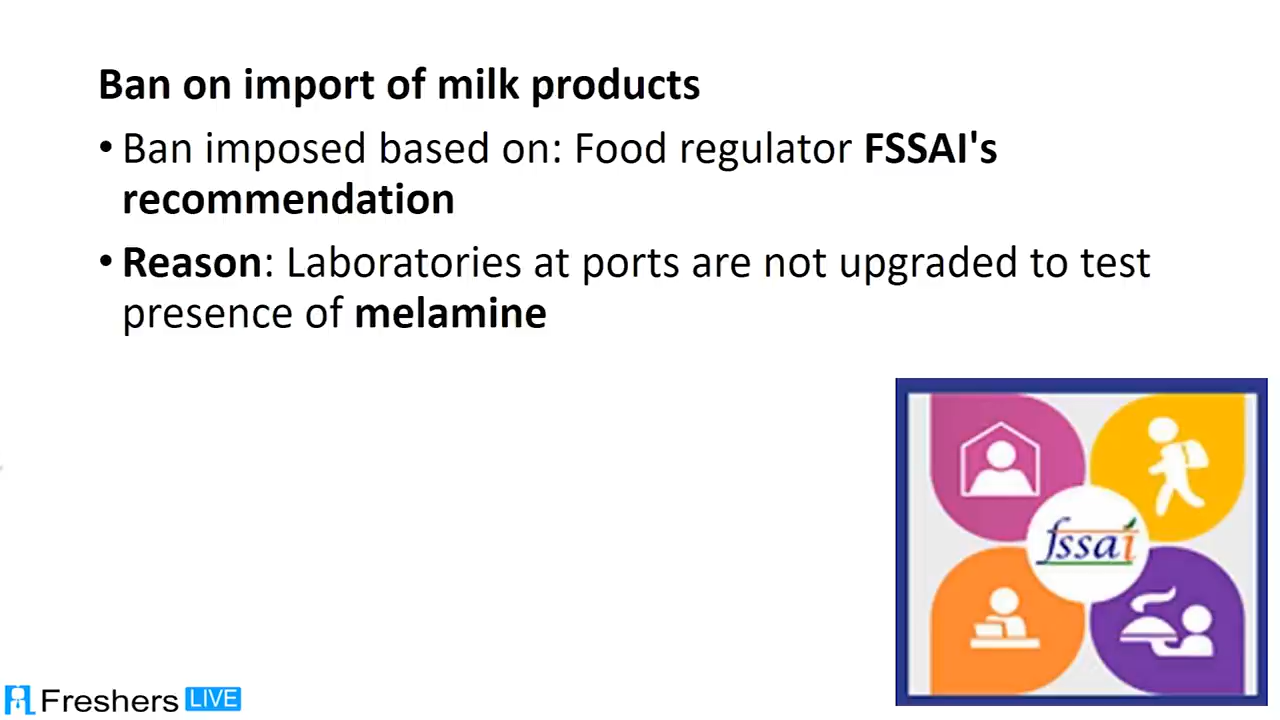 Ban on import of milk products
• Ban imposed based on: Food regulator FSSAI's
recommendation
• Reason: Laboratories at ports are not upgraded to test
presence of melamine
fssai
Freshers LIVE